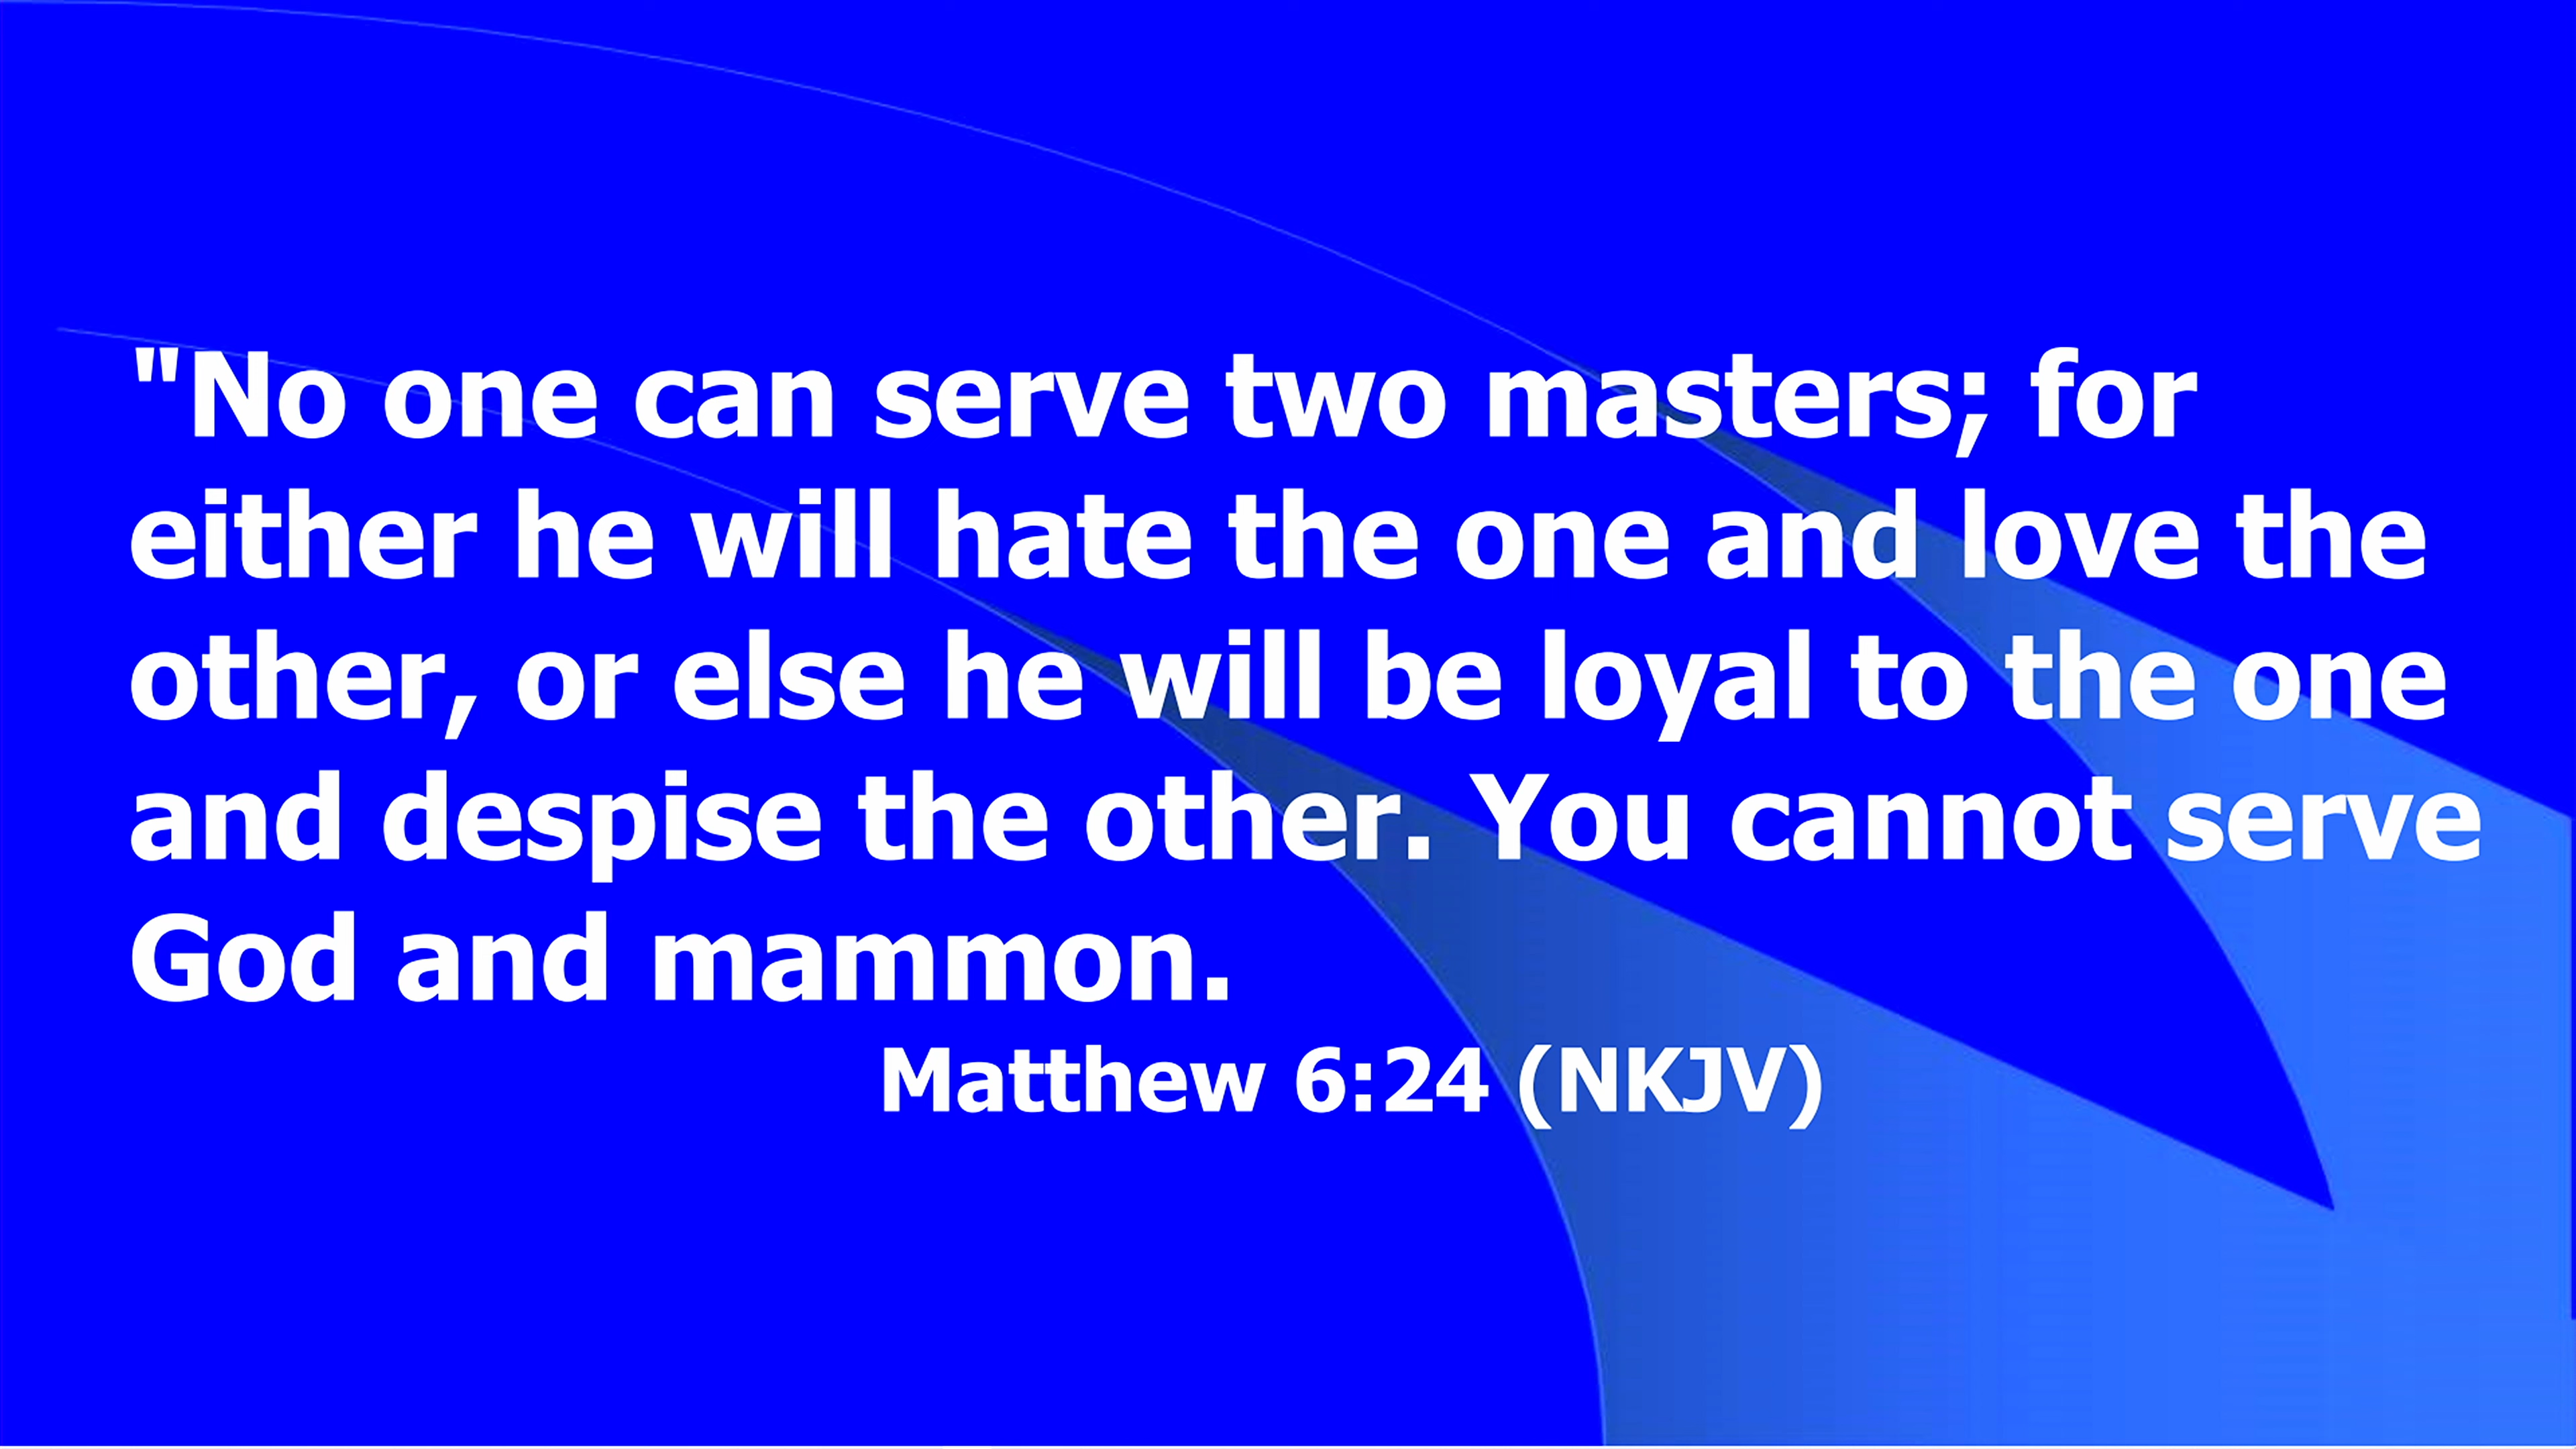 "No one can serve two masters; for
either he will hate the one and love the
other, or else he will be loyal to the one
and despise the other. You cannot serve
God and mammon.
Matthew 6:24 (NKJV)